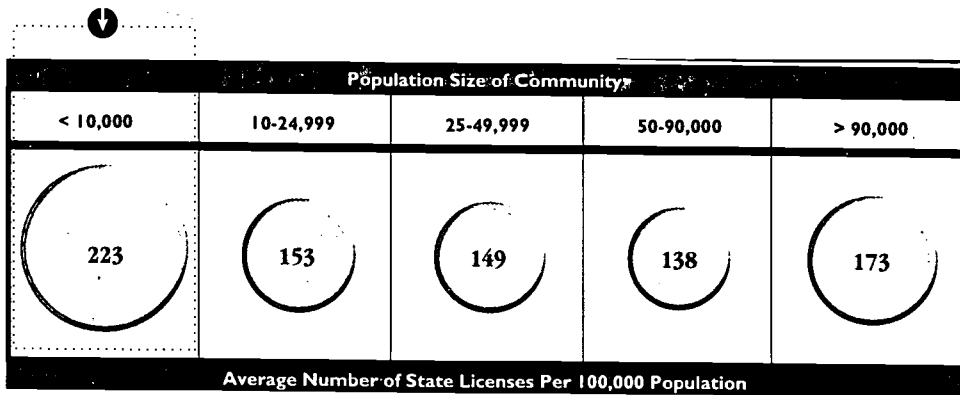 Population Size of Community
< 10,000 10-24,999 25-49,999 50-90,000 > 90,000
223 153 149 138 173
Average Number of State Licenses Per 100,000 Population